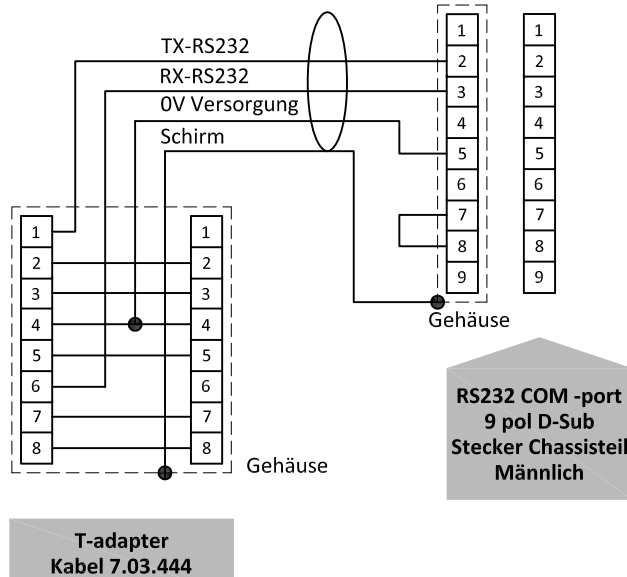 TX-RS232
RX-RS232
0V Versorgung
Schirm
1
2
3
4
5
6
7
8
9
1
2
3
4
5
6
7
8
9
Gehäuse
1
2
3
4
5
6
7
8
1
2
3
4
5
6
7
8
Gehäuse
RS232 COM -port
9 pol D-Sub
Stecker Chassisteil
Männlich
T-adapter
Kabel 7.03.444